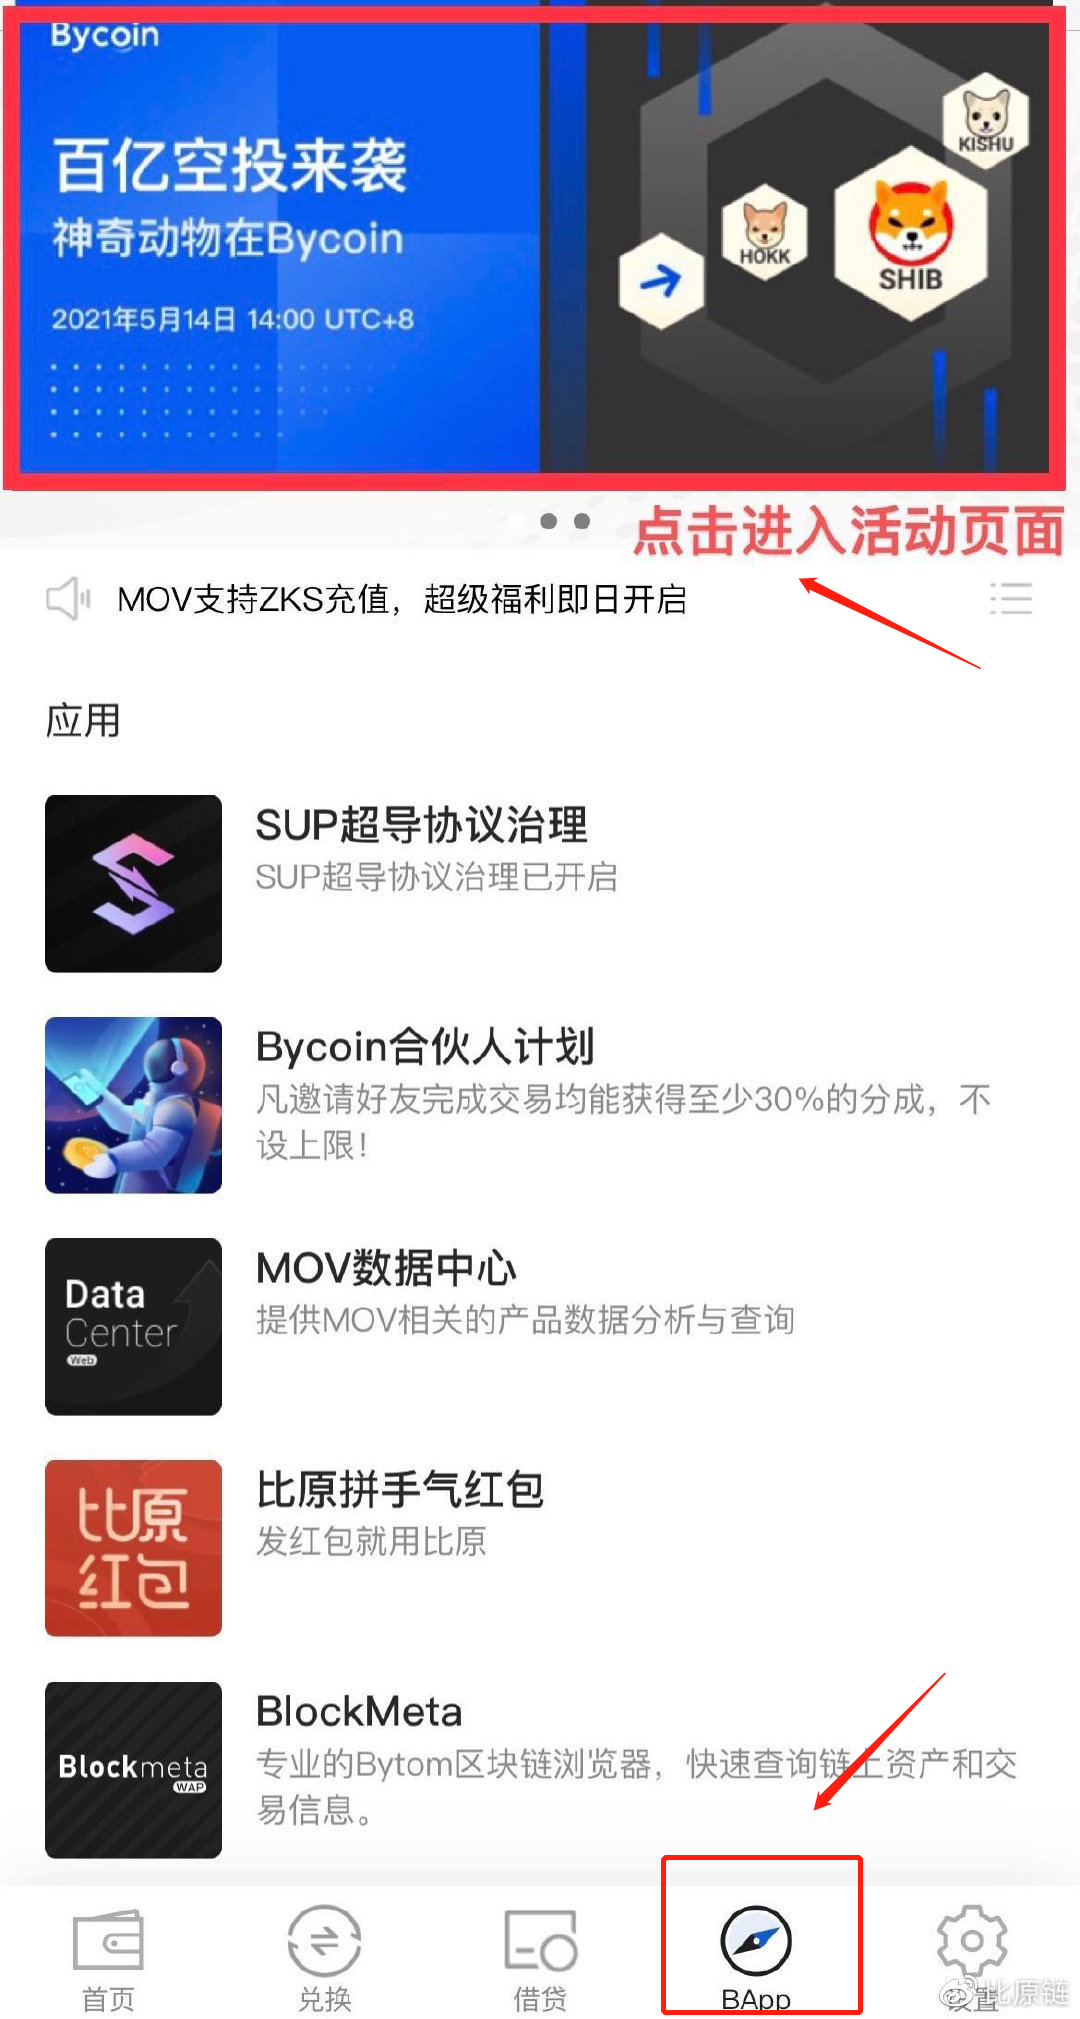 Bycoin
百亿空投来袭
神奇动物在Bycoin
2021年5月14日 14:00 UTC+8
KISHU
HOKK
SHIB
点击进入活动页面
MOV支持ZKS充值，超级福利即日开启
应用
SUP超导协议治理
SUP超导协议治理已开启
Bycoin合伙人计划
凡邀请好友完成交易均能获得至少30%的分成，不
设上限！
Data
Center
Web
MOV数据中心
提供MOV相关的产品数据分析与查询
比原
红包
比原拼手气红包
发红包就用比原
Blockmeta
WAP
BlockMeta
专业的Bytom区块链浏览器，快速查询链上资产和交
易信息。
首页
兑换
借贷
BApp
设置
比原链